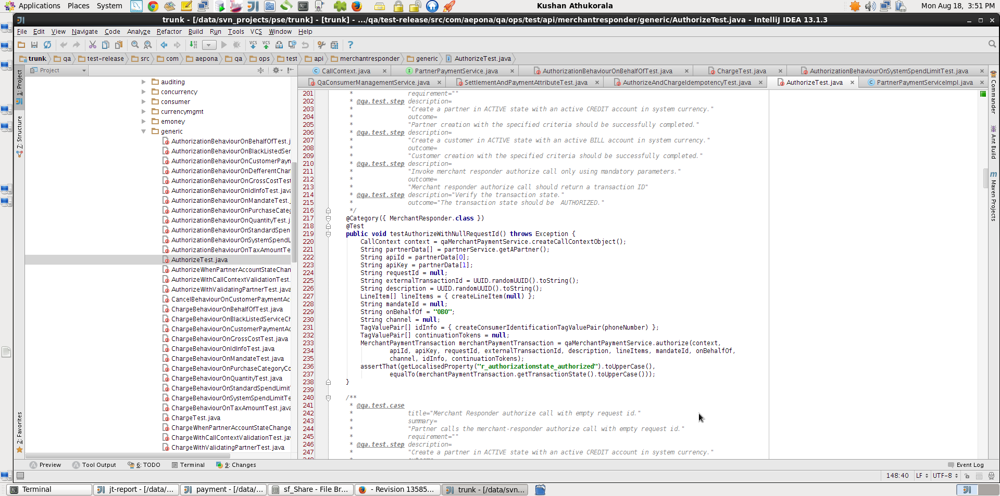 Applications Places System
Kushan Athukorala
Mon Aug 18, 3:51 PM
trunk - [/data/svn_projects/pse/trunk] - [trunk] - .../qa/test-release/src/com/aepona/qa/ops/test/api/merchantresponder/generic/AuthorizeTest.java - IntelliJ IDEA 13.1.3
File Edit View Navigate Code Analyze Refactor Build Run Tools VCS Window Help
trunk qa test-release src com aepona qa ops test api merchantresponder generic AuthorizeTest.java
Project
CallContext.java PartnerPaymentService.java AuthorizationBehaviourOnBehalfOfTest.java ChargeTest.java AuthorizationBehaviourOnSystemSpendLimitTest.java
QaConsumerManagementService.java SettlementAndPaymentAttributeTest.java AuthorizeAndChargeIdempotencyTest.java AuthorizeTest.java PartnerPaymentServiceImpl.java
1: Project
7: Structure
2: Favorites
auditing
concurrency
consumer
currencymgmt
emoney
generic
AuthorizationBehaviourOnBehalfOfTest.j
AuthorizationBehaviourOnBlackListedSer
AuthorizationBehaviourOnCustomerPayn
AuthorizationBehaviourOnDefferentChar
AuthorizationBehaviourOnGrossCostTest
AuthorizationBehaviourOnIdInfoTest.java
AuthorizationBehaviourOnMandateTest.
AuthorizationBehaviourOnPurchaseCateg
AuthorizationBehaviourOnQuantityTest.j
AuthorizationBehaviourOnStandardSpen
AuthorizationBehaviourOnSystemSpendL
AuthorizationBehaviourOnTaxAmountTe
AuthorizeTest.java
AuthorizeWhenPartnerAccountStateChan
AuthorizeWithCallContextValidationTest.
AuthorizeWithValidatingPartnerTest.java
CancelBehaviourOnCustomerPaymentAc
ChargeBehaviourOnBehalfOfTest.java
ChargeBehaviourOnBlackListedServiceCh
ChargeBehaviourOnCustomerPaymentAc
ChargeBehaviourOnGrossCostTest.java
ChargeBehaviourOnIdInfoTest.java
ChargeBehaviourOnMandateTest.java
ChargeBehaviourOnPurchaseCategoryCo
ChargeBehaviourOnQuantityTest.java
ChargeBehaviourOnStandardSpendLimit
ChargeBehaviourOnSystemSpendLimitTe
ChargeBehaviourOnTaxAmountTest.java
ChargeTest.java
ChargeWhenPartnerAccountStateChange
ChargeWithCallContextValidationTest.jav
ChargeWithValidatingPartnerTest.java
201 * requirement=""
202 * @qa.test.step description=
203 * "Create a partner in ACTIVE state with an active CREDIT account in system currency."
204 * outcome=
205 * "Partner creation with the specified criteria should be successfully completed."
206 * @qa.test.step description=
207 * "Create a customer in ACTIVE state with an active BILL account in system currency."
208 * outcome=
209 * "Customer creation with the specified criteria should be successfully completed."
210 * @qa.test.step description=
211 * "Invoke merchant responder authorize call only using mandatory parameters."
212 * outcome=
213 * "Merchant responder authorize call should return a transaction ID"
214 * @qa.test.step description="Verify the transaction state."
215 * outcome="The transaction state should be  AUTHORIZED."
216 */
217 @Category({ MerchantResponder.class })
218 @Test
219 public void testAuthorizeWithNullRequestId() throws Exception {
220 CallContext context = qaMerchantPaymentService.createCallContextObject();
221 String partnerData[] = partnerService.getAPartner();
222 String apiId = partnerData[0];
223 String apiKey = partnerData[1];
224 String requestId = null;
225 String externalTransactionId = UUID.randomUUID().toString();
226 String description = UUID.randomUUID().toString();
227 LineItem[] lineItems = { createLineItem(null) };
228 String mandateId = null;
229 String onBehalfOf = "OBO";
230 String channel = null;
231 TagValuePair[] idInfo = { createConsumerIdentificationTagValuePair(phoneNumber) };
232 TagValuePair[] continuationTokens = null;
233 MerchantPaymentTransaction merchantPaymentTransaction = qaMerchantPaymentService.authorize(context,
234 apiId, apiKey, requestId, externalTransactionId, description, lineItems, mandateId, onBehalfOf,
235 channel, idInfo, continuationTokens);
236 assertThat(getLocalisedProperty("r_authorizationstate_authorized").toUpperCase(),
237 equalTo(merchantPaymentTransaction.getTransactionState().toUpperCase()));
238 }
239
240 /**
241 * @qa.test.case
242 * title="Merchant Responder authorize call with empty request id."
243 * summary=
244 * "Partner calls the merchant-responder authorize call with empty request id."
245 * requirement=""
246 * @qa.test.step description=
247 * "Create a partner in ACTIVE state with an active CREDIT account in system currency."
Commander
Ant Build
Maven Projects
Preview Tool Output 6: TODO Terminal 9: Changes Event Log
148:40 LF UTF-8
Terminal jt-report - [/data/... payment - [/data/... sf_Share - File Br... - Revision 13585... trunk - [/data/svn...